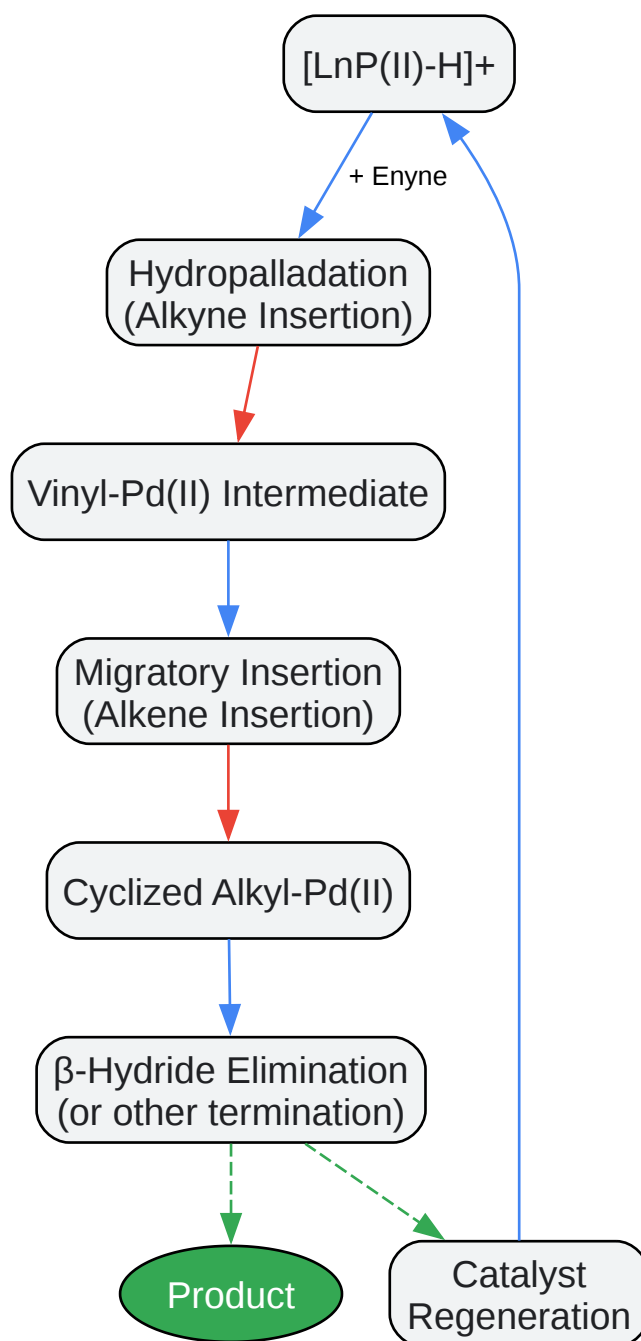 [LnP(II)-H]+
+ Enyne
Hydropalladation
(Alkyne Insertion)
Vinyl-Pd(II) Intermediate
Migratory Insertion
(Alkene Insertion)
Cyclized Alkyl-Pd(II)
β-Hydride Elimination
(or other termination)
Product
Catalyst
Regeneration